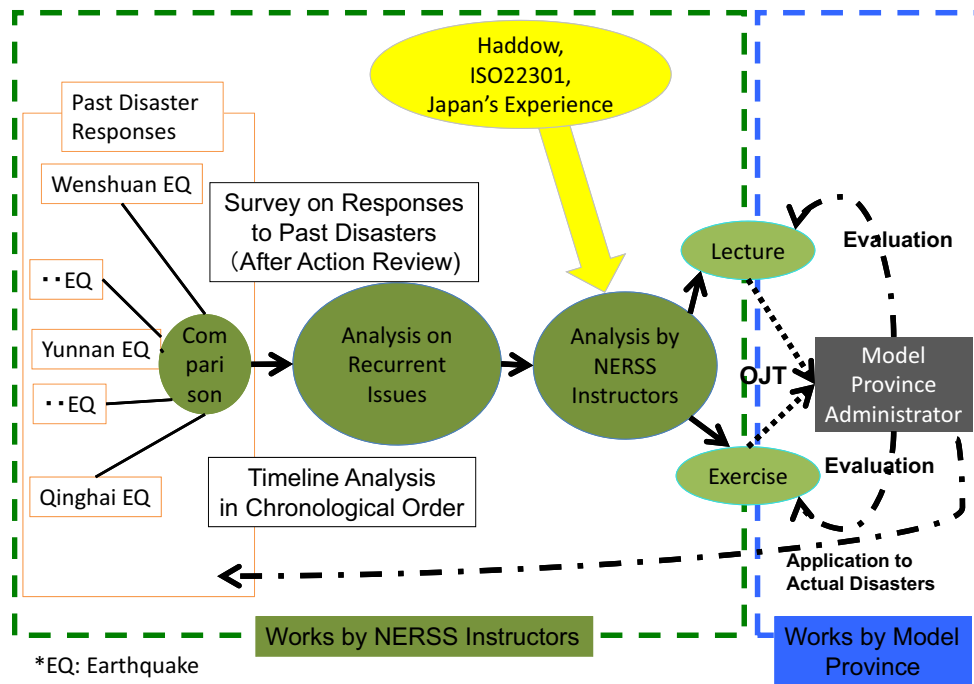 Haddow,
ISO22301,
Japan's Experience
Past Disaster
Responses
Wenshuan EQ
··EQ
Yunnan EQ
··EQ
Qinghai EQ
Com
pari
son
Survey on Responses
to Past Disasters
（After Action Review)
Analysis on
Recurrent
Issues
Timeline Analysis
in Chronological Order
Analysis by
NERSS
Instructors
Lecture
Evaluation
OJT
Model
Province
Administrator
Exercise
Evaluation
Application to
Actual Disasters
Works by NERSS Instructors
Works by Model
Province
*EQ: Earthquake